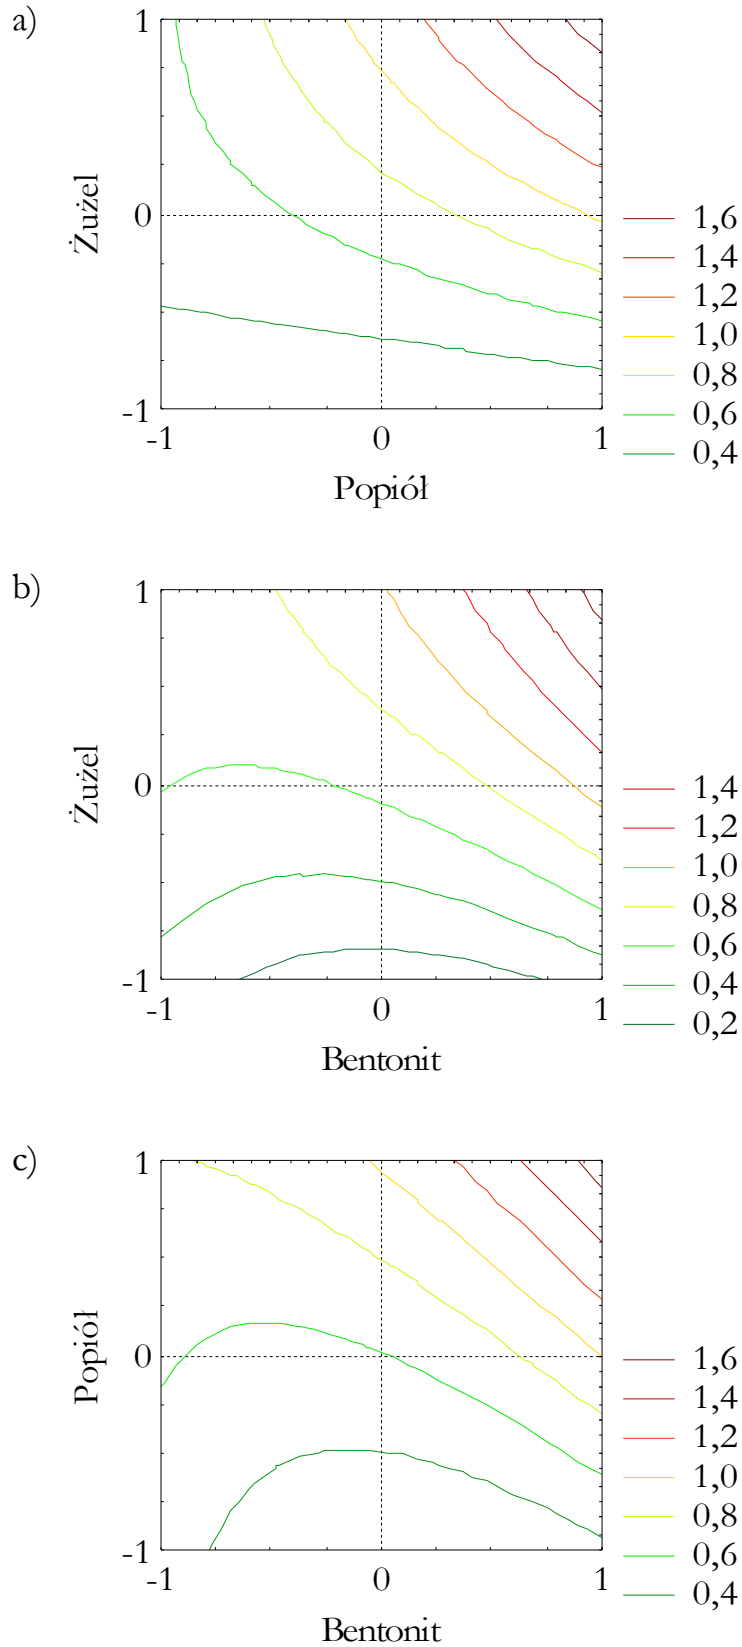 a)
1
0
-1
Żużel
-1 0 1
Popiół
1,6
1,4
1,2
1,0
0,8
0,6
0,4
b)
1
0
-1
Żużel
-1 0 1
Bentonit
1,4
1,2
1,0
0,8
0,6
0,4
0,2
c)
1
0
-1
Popiół
-1 0 1
Bentonit
1,6
1,4
1,2
1,0
0,8
0,6
0,4